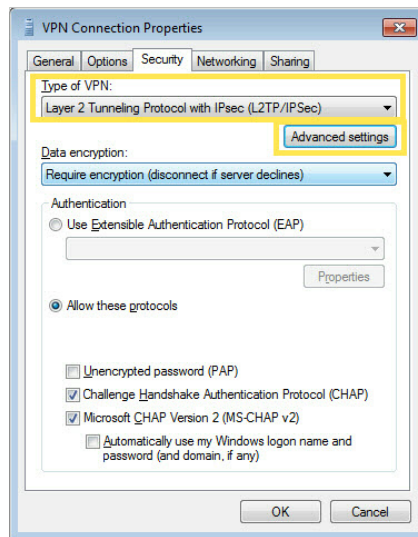 VPN Connection Properties
General Options Security Networking Sharing
Type of VPN:
Layer 2 Tunneling Protocol with IPsec (L2TP/IPSec)
Advanced settings
Data encryption:
Require encryption (disconnect if server declines)
Authentication
Use Extensible Authentication Protocol (EAP)
Properties
Allow these protocols
Unencrypted password (PAP)
Challenge Handshake Authentication Protocol (CHAP)
Microsoft CHAP Version 2 (MS-CHAP v2)
Automatically use my Windows logon name and
password (and domain, if any)
OK Cancel